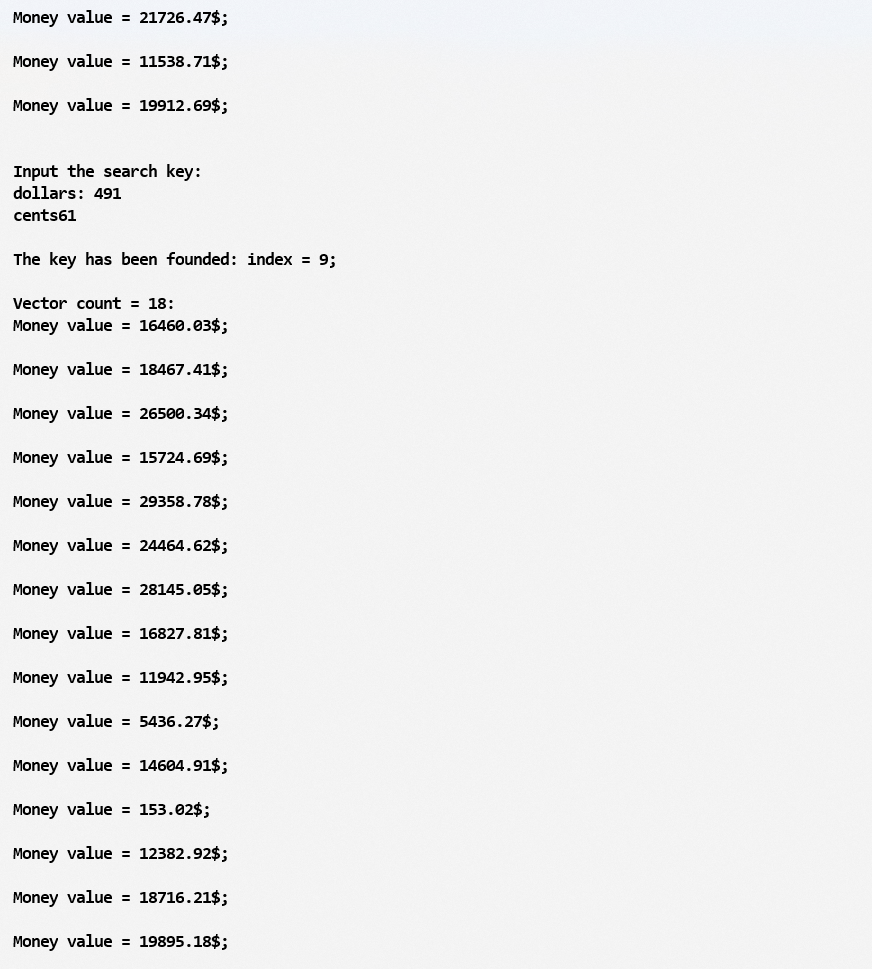 Money value = 21726.47$;
Money value = 11538.71$;
Money value = 19912.69$;
Input the search key:
dollars: 491
cents61
The key has been founded: index = 9;
Vector count = 18:
Money value = 16460.03$;
Money value = 18467.41$;
Money value = 26500.34$;
Money value = 15724.69$;
Money value = 29358.78$;
Money value = 24464.62$;
Money value = 28145.05$;
Money value = 16827.81$;
Money value = 11942.95$;
Money value = 5436.27$;
Money value = 14604.91$;
Money value = 153.02$;
Money value = 12382.92$;
Money value = 18716.21$;
Money value = 19895.18$;